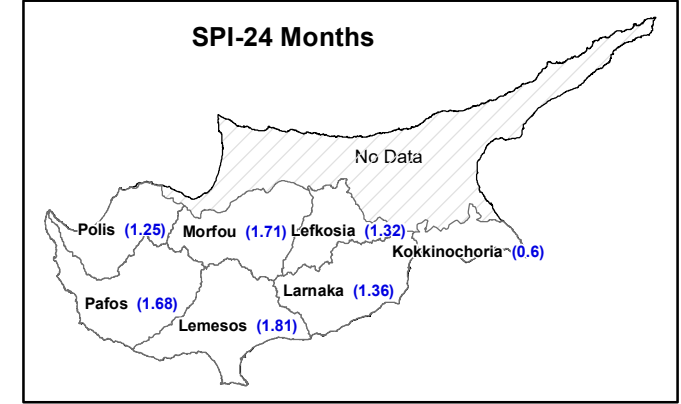 SPI-24 Months
No Data
Polis (1.25)
Morfou (1.71)
Lefkosia (1.32)
Kokkinochoria (0.6)
Pafos (1.68)
Larnaka (1.36)
Lemesos (1.81)